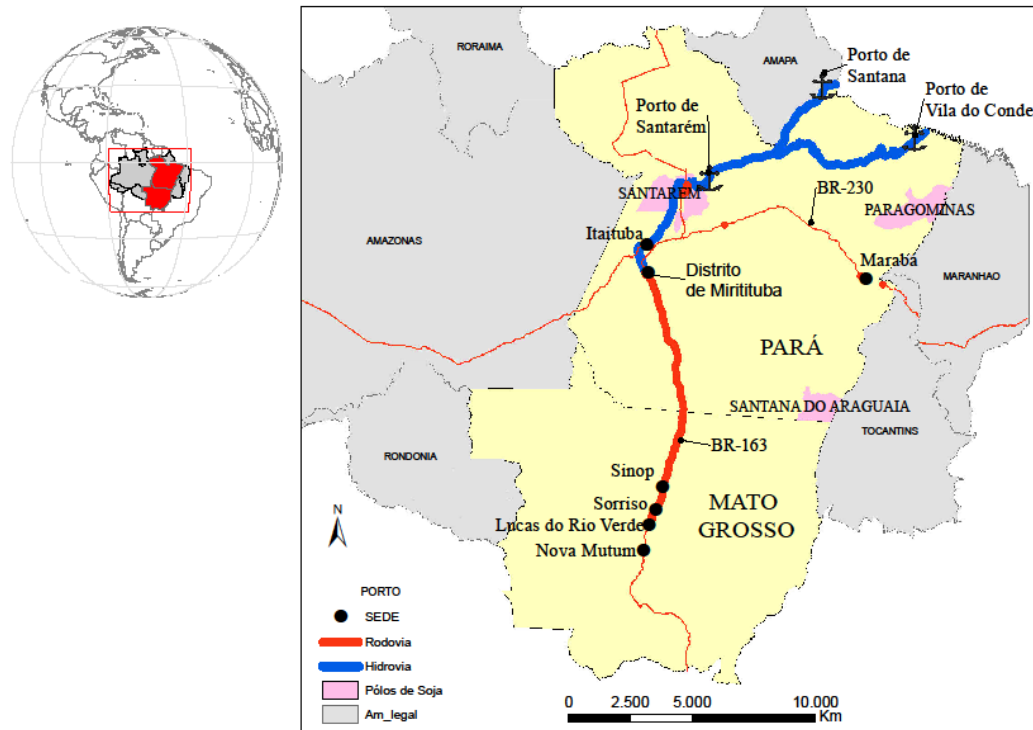 RORAIMA
AMAPA
Porto de
Santana
Porto de
Vila do Conde
Porto de
Santarém
SANTARÉM
BR-230
PARAGOMINAS
Itaituba
AMAZONAS
Marabá
MARANHAO
Distrito
de Miritituba
PARÁ
SANTANA DO ARAGUAIA
TOCANTINS
BR-163
RONDONIA
Sinop
MATO
GROSSO
Sorriso
Lucas do Rio Verde
Nova Mutum
N
PORTO
SEDE
Rodovia
Hidrovia
Pólos de Soja
Am_legal
0 2.500 5.000 10.000
Km